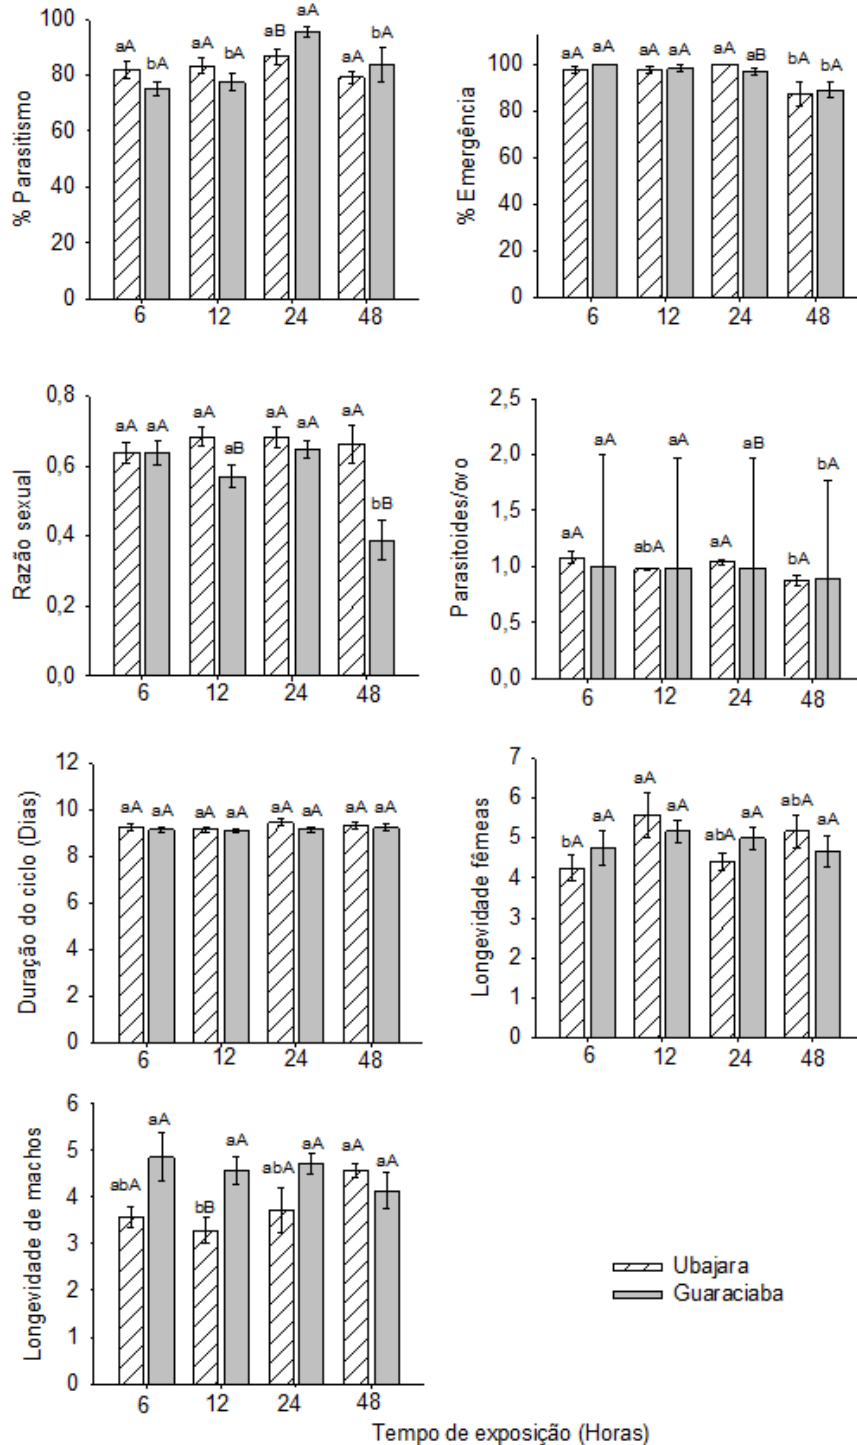 % Parasitismo
100
80
60
40
20
0
aA bA aA bA aB aA aA bA
6 12 24 48
% Emergência
100
80
60
40
20
0
aA aA aA aA aA aB bA bA
6 12 24 48
Razão sexual
0,8
0,6
0,4
0,2
0,0
aA aA aA aB aA aA aA bB
6 12 24 48
Parasitoides/ovo
2,5
2,0
1,5
1,0
0,5
0,0
aA aA abA aA aA aB bA bA
6 12 24 48
Duração do ciclo (Dias)
12
10
8
6
4
2
0
aA aA aA aA aA aA aA aA
6 12 24 48
Longevidade fêmeas
7
6
5
4
3
2
1
0
bA aA aA aA abA aA abA aA
6 12 24 48
Longevidade de machos
6
5
4
3
2
1
0
abA aA bB aA abA aA aA aA
6 12 24 48
Ubajara
Guaraciaba
Tempo de exposição (Horas)